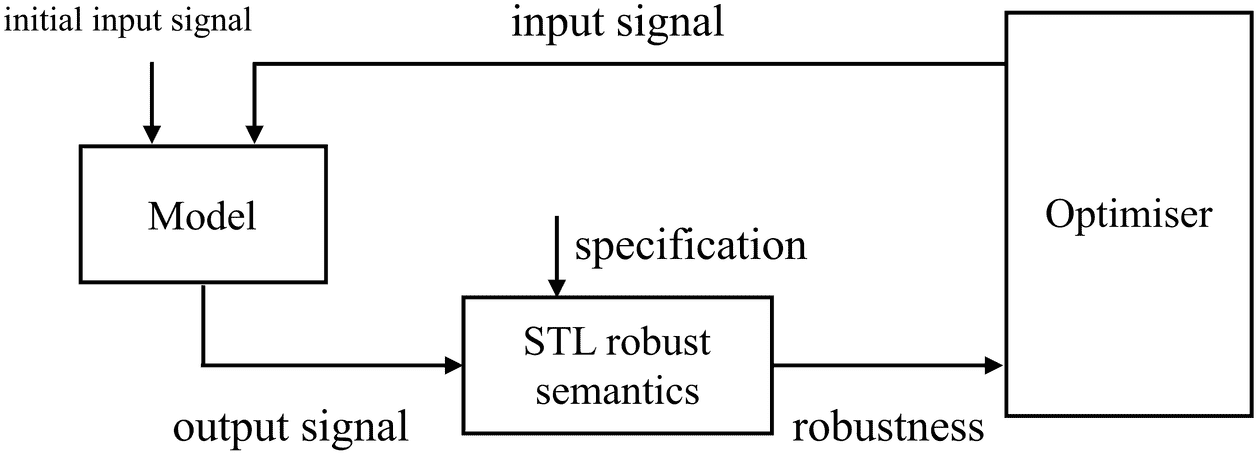 initial input signal
input signal
Model
Optimiser
specification
STL robust
semantics
output signal
robustness